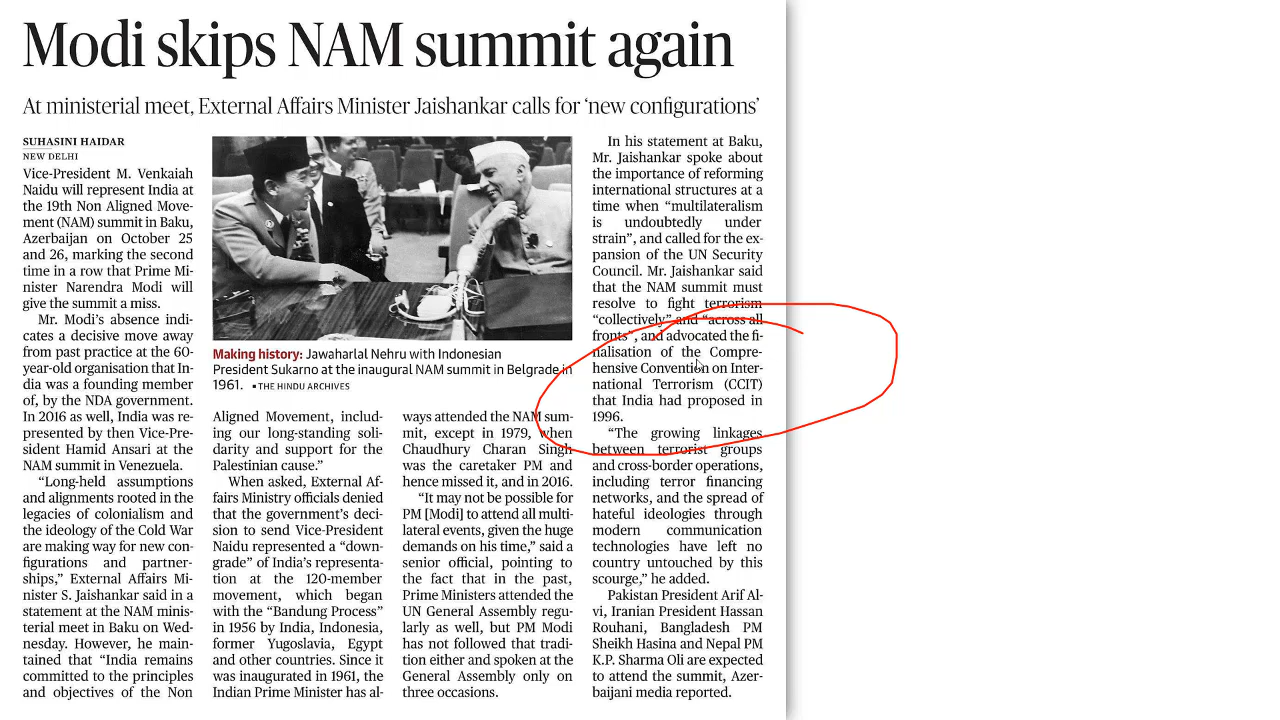 Modi skips NAM summit again
At ministerial meet, External Affairs Minister Jaishankar calls for ‘new configurations’
SUHASINI HAIDAR
NEW DELHI
Vice-President M. Venkaiah
Naidu will represent India at
the 19th Non Aligned Move-
ment (NAM) summit in Baku,
Azerbaijan on October 25
and 26, marking the second
time in a row that Prime Mi-
nister Narendra Modi will
give the summit a miss.
Mr. Modi’s absence indi-
cates a decisive move away
from past practice at the 60-
year-old organisation that In-
dia was a founding member
of, by the NDA government.
In 2016 as well, India was re-
presented by then Vice-Pre-
sident Hamid Ansari at the
NAM summit in Venezuela.
“Long-held assumptions
and alignments rooted in the
legacies of colonialism and
the ideology of the Cold War
are making way for new con-
figurations and partner-
ships,” External Affairs Mi-
nister S. Jaishankar said in a
statement at the NAM minis-
terial meet in Baku on Wed-
nesday. However, he main-
tained that “India remains
committed to the principles
and objectives of the Non
Making history: Jawaharlal Nehru with Indonesian
President Sukarno at the inaugural NAM summit in Belgrade in
1961. ▪ THE HINDU ARCHIVES
Aligned Movement, includ-
ing our long-standing soli-
darity and support for the
Palestinian cause.”
When asked, External Af-
fairs Ministry officials denied
that the government’s deci-
sion to send Vice-President
Naidu represented a “down-
grade” of India’s representa-
tion at the 120-member
movement, which began
with the “Bandung Process”
in 1956 by India, Indonesia,
former Yugoslavia, Egypt
and other countries. Since it
was inaugurated in 1961, the
Indian Prime Minister has al-
ways attended the NAM sum-
mit, except in 1979, when
Chaudhury Charan Singh
was the caretaker PM and
hence missed it, and in 2016.
“It may not be possible for
PM [Modi] to attend all multi-
lateral events, given the huge
demands on his time,” said a
senior official, pointing to
the fact that in the past,
Prime Ministers attended the
UN General Assembly regu-
larly as well, but PM Modi
has not followed that tradi-
tion either and spoken at the
General Assembly only on
three occasions.
In his statement at Baku,
Mr. Jaishankar spoke about
the importance of reforming
international structures at a
time when “multilateralism
is undoubtedly under
strain”, and called for the ex-
pansion of the UN Security
Council. Mr. Jaishankar said
that the NAM summit must
resolve to fight terrorism
“collectively” and “across all
fronts”, and advocated the fi-
nalisation of the Compre-
hensive Convention on Inter-
national Terrorism (CCIT)
that India had proposed in
1996.
“The growing linkages
between terrorist groups
and cross-border operations,
including terror financing
networks, and the spread of
hateful ideologies through
modern communication
technologies have left no
country untouched by this
scourge,” he added.
Pakistan President Arif Al-
vi, Iranian President Hassan
Rouhani, Bangladesh PM
Sheikh Hasina and Nepal PM
K.P. Sharma Oli are expected
to attend the summit, Azer-
baijani media reported.